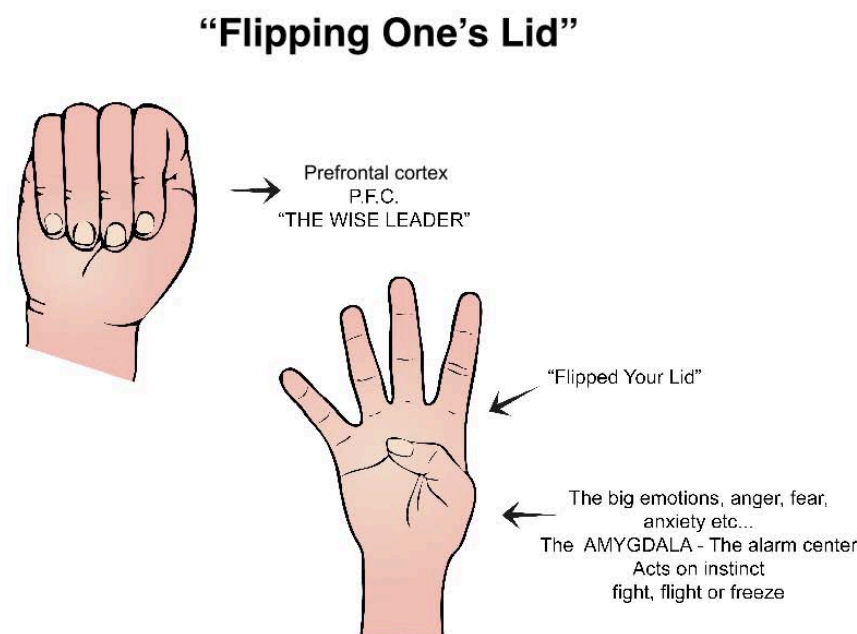 “Flipping One’s Lid”
Prefrontal cortex
P.F.C.
“THE WISE LEADER”
“Flipped Your Lid”
The big emotions, anger, fear,
anxiety etc...
The AMYGDALA - The alarm center
Acts on instinct
fight, flight or freeze